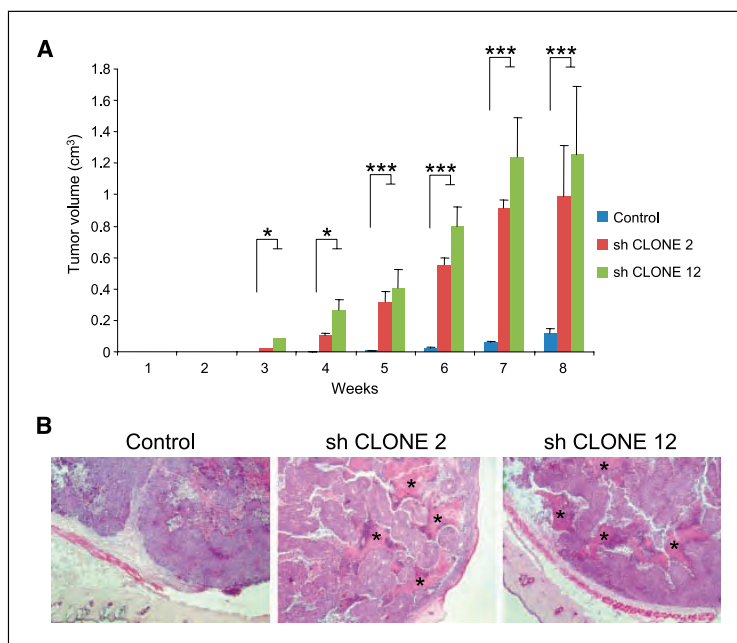 A
Tumor volume (cm³)
1.8
1.6
1.4
1.2
1
0.8
0.6
0.4
0.2
0
*
*
***
***
***
***
1 2 3 4 5 6 7 8
Weeks
Control
sh CLONE 2
sh CLONE 12
B
Control sh CLONE 2 sh CLONE 12
* * * *
* * * *